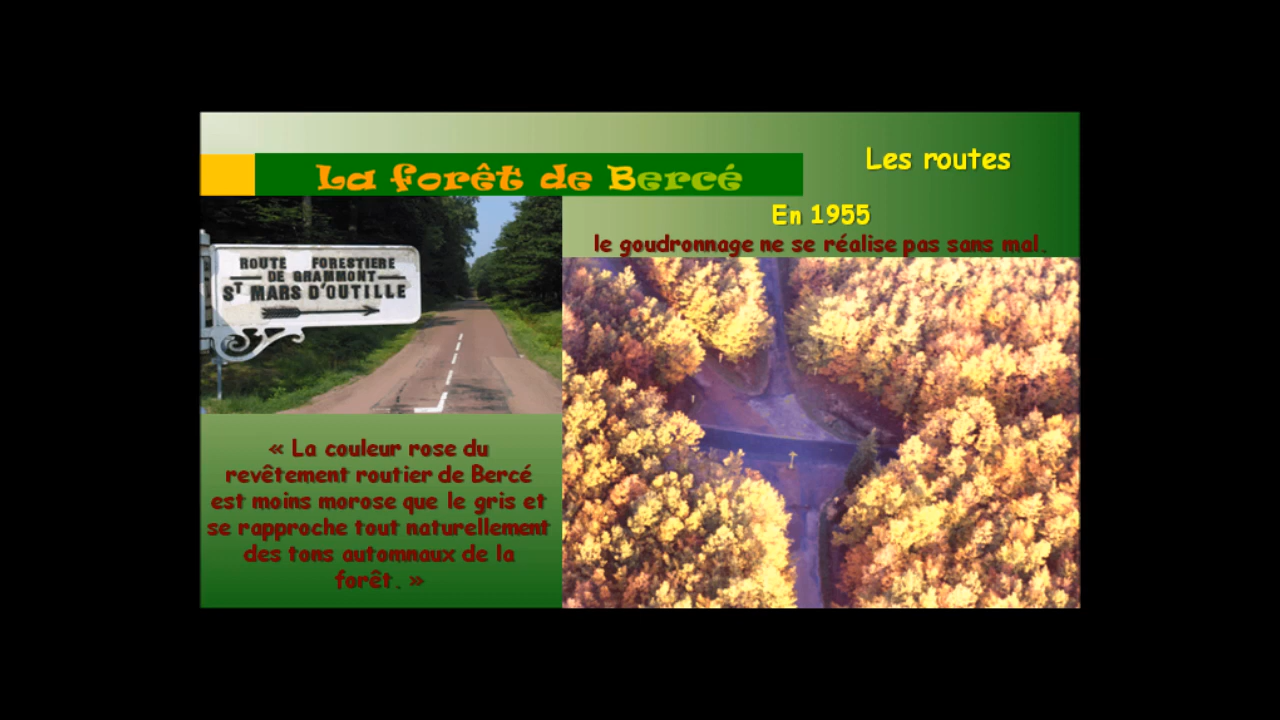 La forêt de Bercé
Les routes
En 1955
le goudronnage ne se réalise pas sans mal.
ROUTE FORESTIERE
DE GRAMMONT
ST MARS D'OUTILLE
« La couleur rose du
revêtement routier de Bercé
est moins morose que le gris et
se rapproche tout naturellement
des tons automnaux de la
forêt. »